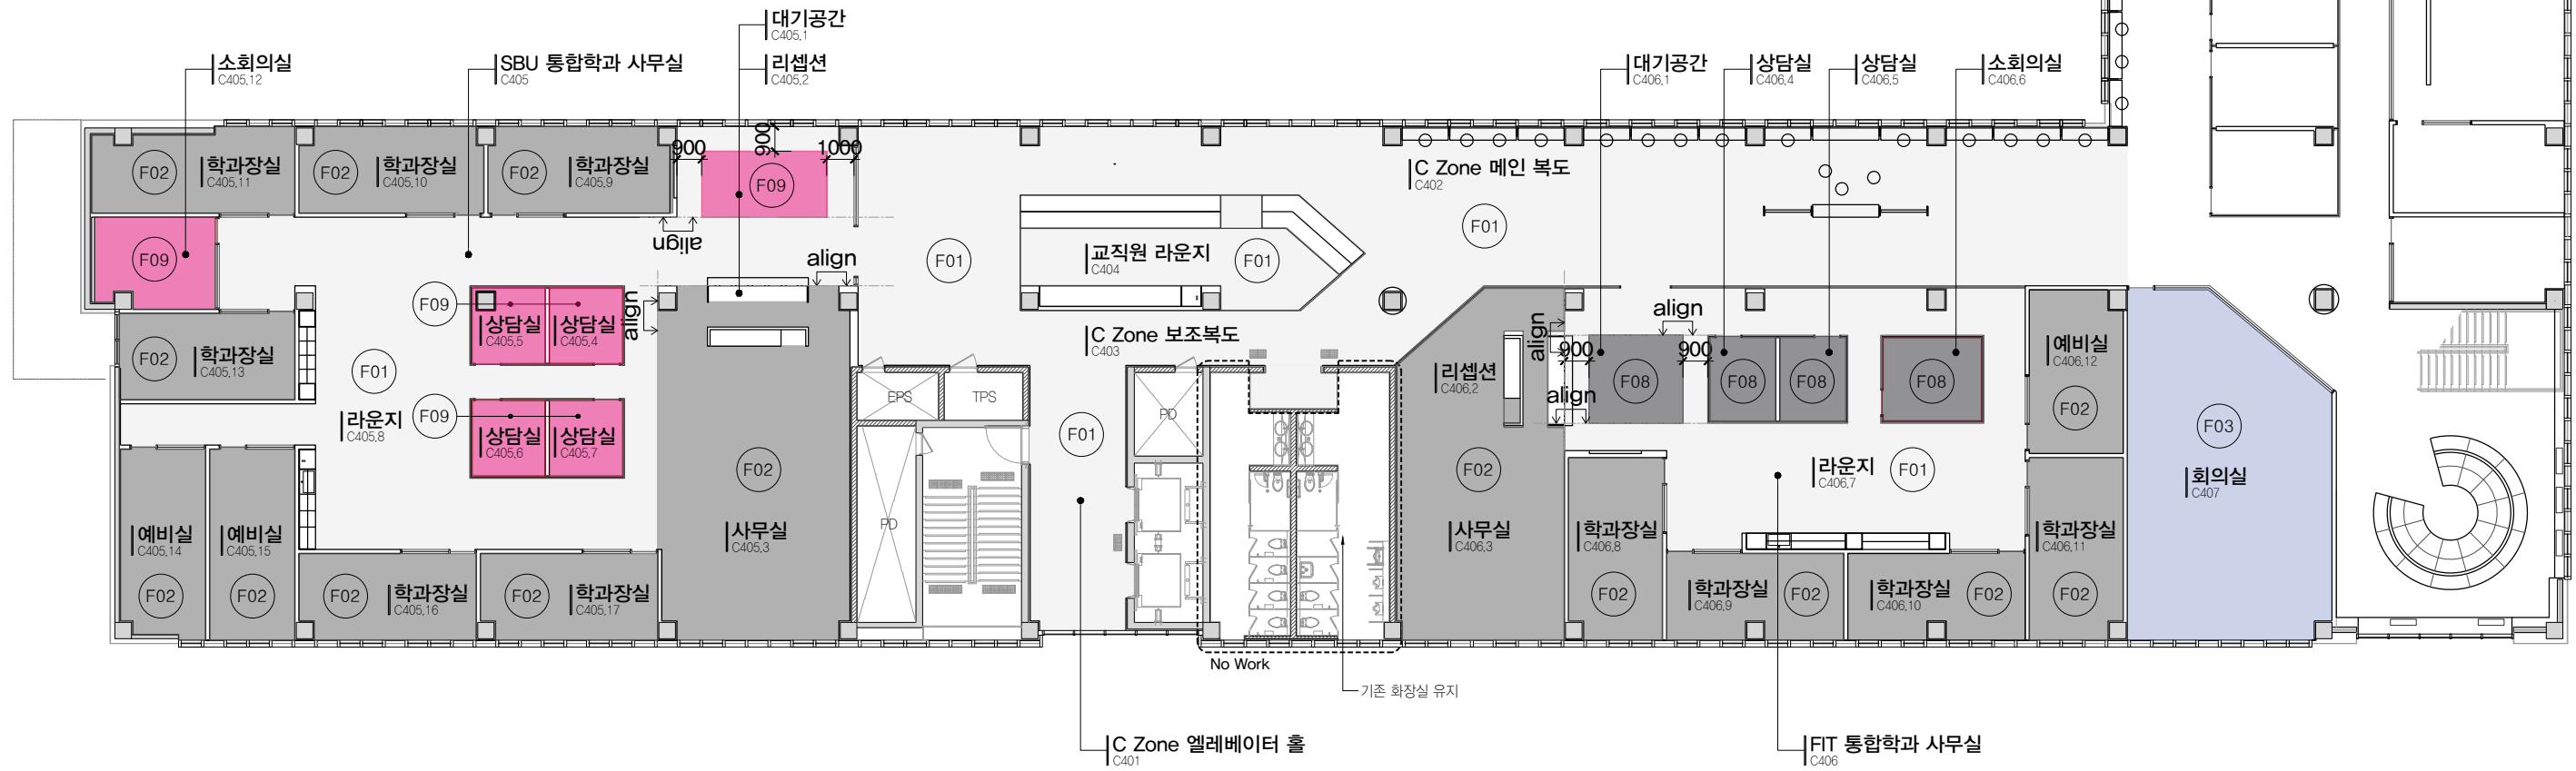 대기공간
C405.1
소회의실
C405.12
SBU 통합학과 사무실
C405
리셉션
C405.2
대기공간
C406.1
상담실
C406.4
상담실
C406.5
소회의실
C406.6
900
900
1000
F02
학과장실
C405.11
F02
학과장실
C405.10
F02
학과장실
C405.9
F09
C Zone 메인 복도
C402
F01
align
F09
align
F01
교직원 라운지
C404
F01
F09
상담실
C405.5
상담실
C405.4
align
C Zone 보조복도
C403
align
align
900
900
F02
학과장실
C405.13
F01
라운지
C405.8
F09
상담실
C405.6
상담실
C405.7
EPS
TPS
PD
F01
리셉션
C406.2
align
F08
F08
F08
F08
예비실
C406.12
F02
F03
회의실
C407
F02
사무실
C405.3
PD
F02
사무실
C406.3
라운지
C406.7
F01
예비실
C405.14
F02
예비실
C405.15
F02
F02
학과장실
C405.16
F02
학과장실
C405.17
학과장실
C406.8
F02
학과장실
C406.9
F02
학과장실
C406.10
F02
학과장실
C406.11
F02
No Work
기존 화장실 유지
C Zone 엘레베이터 홀
C401
FIT 통합학과 사무실
C406